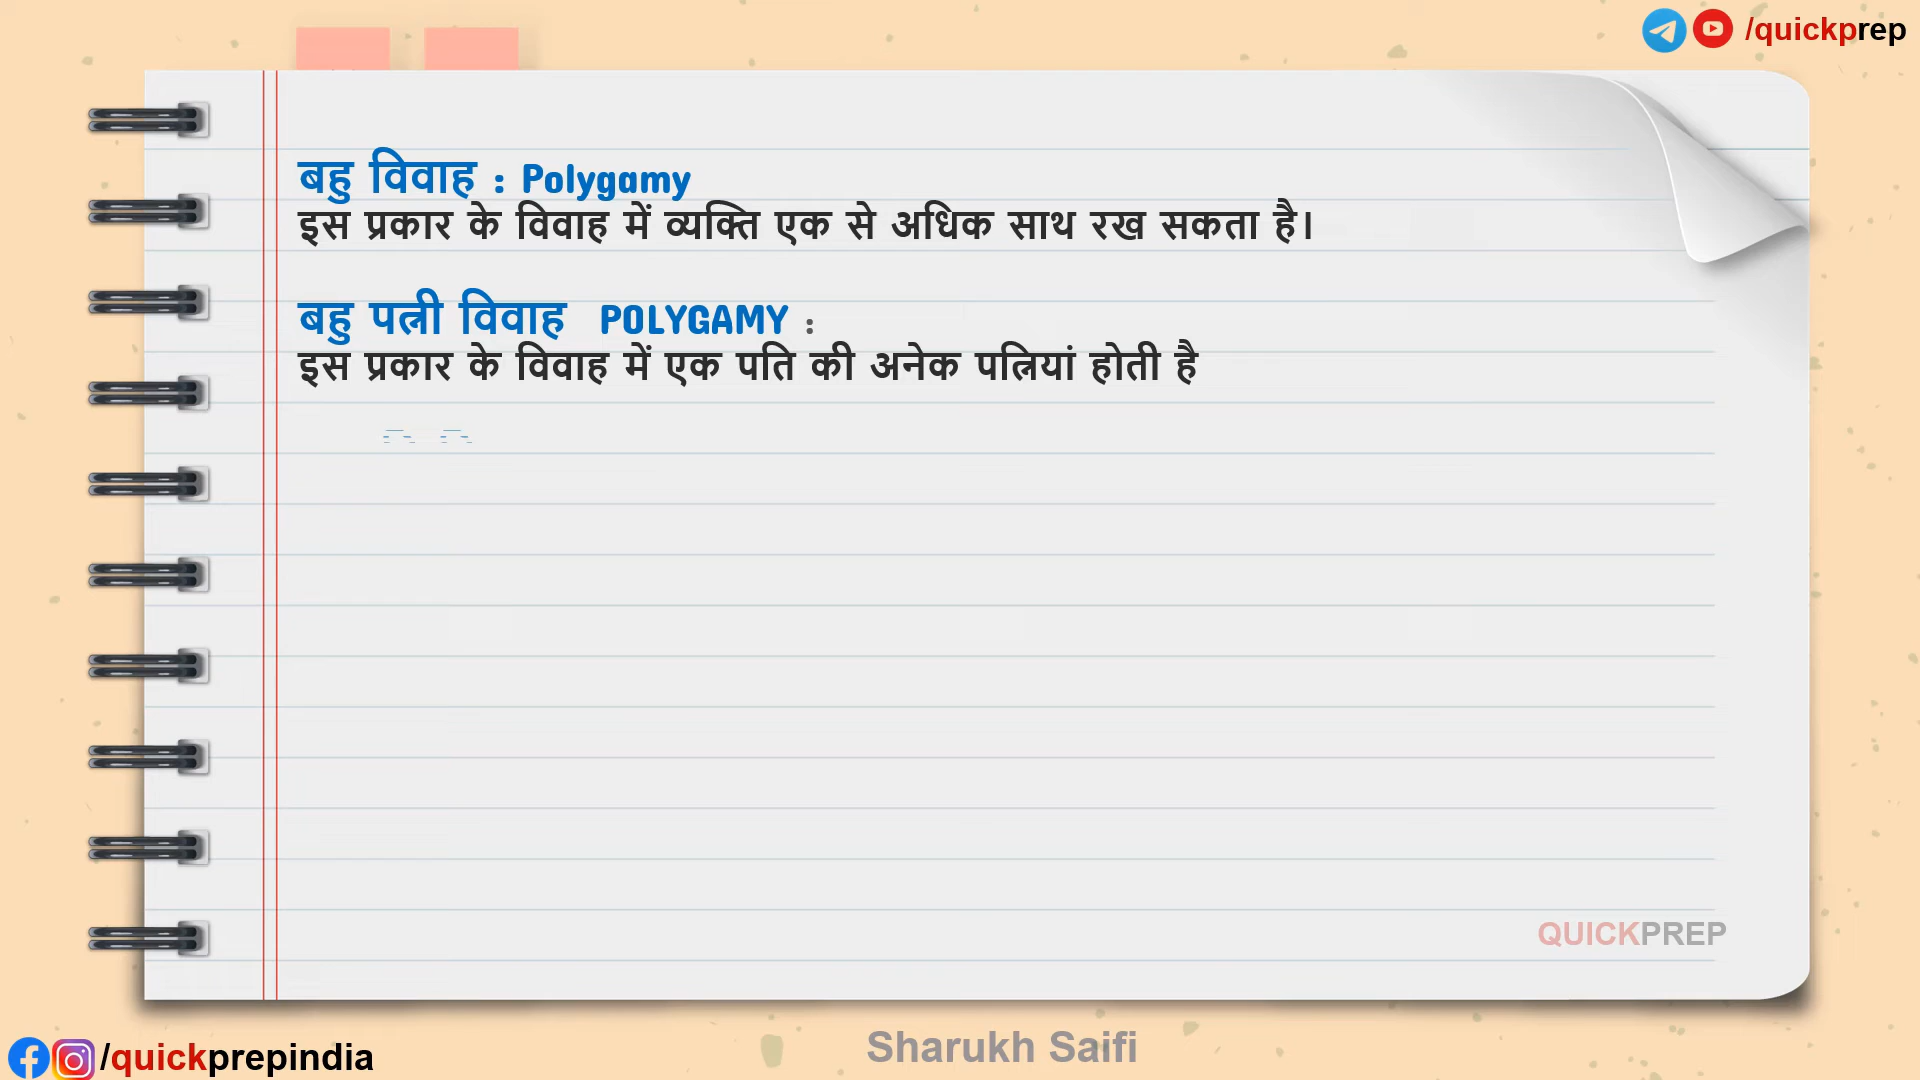 /quickprep
बहु विवाह : Polygamy
इस प्रकार के विवाह में व्यक्ति एक से अधिक साथ रख सकता है।
बहु पत्नी विवाह POLYGAMY :
इस प्रकार के विवाह में एक पति की अनेक पत्नियां होती है
QUICKPREP
Sharukh Saifi
/quickprepindia